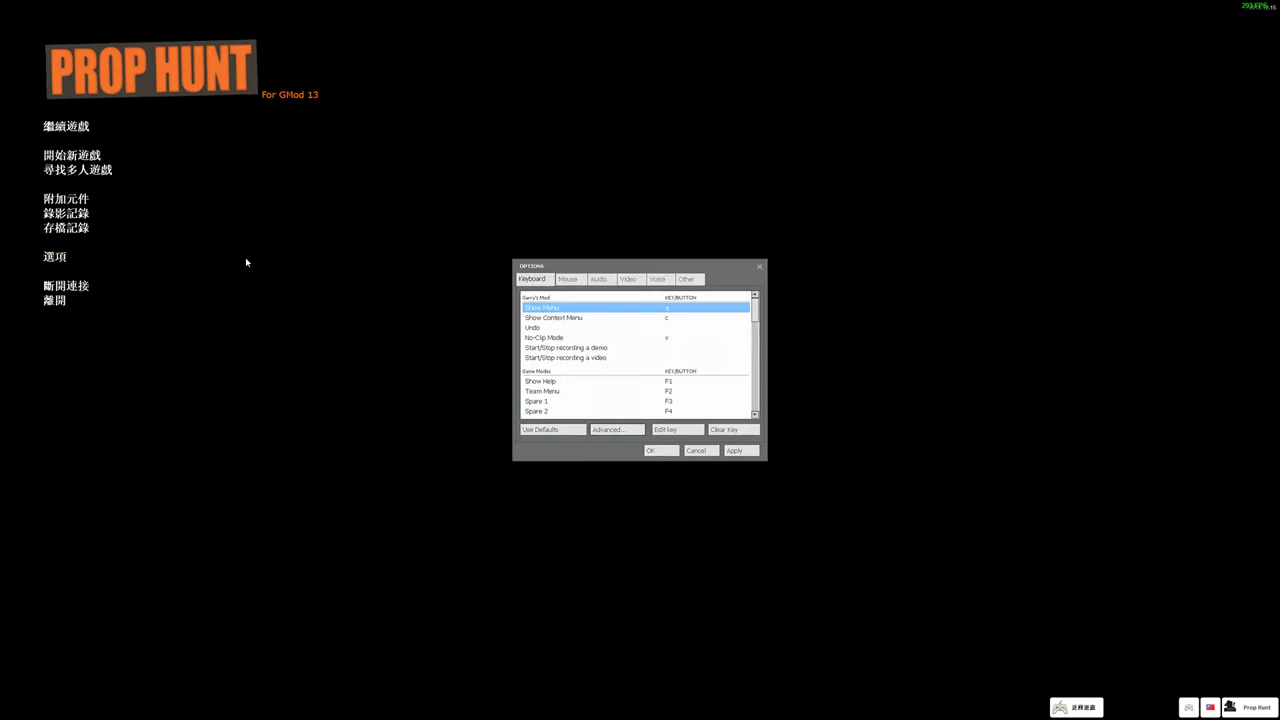 PROP HUNT
For GMod 13
繼續遊戲
開始新遊戲
尋找多人遊戲
附加元件
錄影記錄
存檔記錄
選項
斷開連接
離開
OPTIONS
Keyboard Mouse Audio Video Voice Other
Garry's Mod KEY/BUTTON
Show Menu q
Show Context Menu c
Undo
No-Clip Mode v
Start/Stop recording a demo
Start/Stop recording a video
Game Modes KEY/BUTTON
Show Help F1
Team Menu F2
Spare 1 F3
Spare 2 F4
Use Defaults Advanced... Edit key Clear Key
OK Cancel Apply
返回遊戲
Prop Hunt